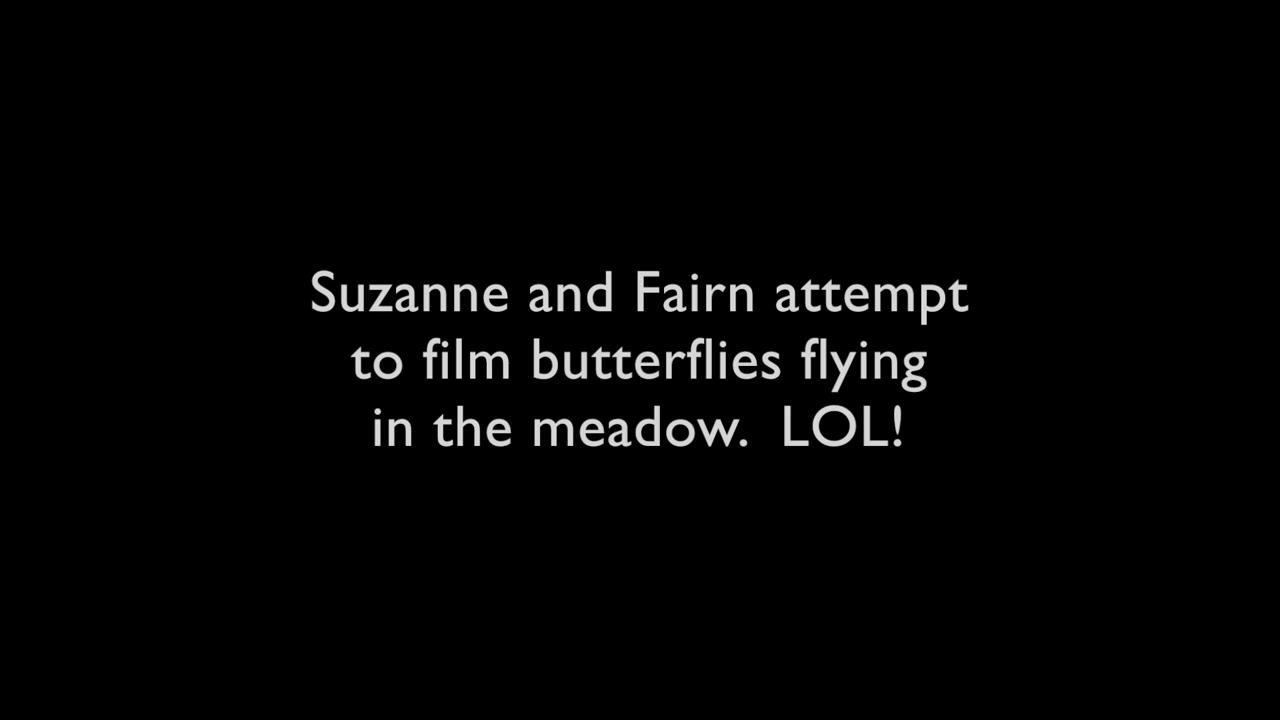 Suzanne and Fairn attempt
to film butterflies flying
in the meadow.  LOL!